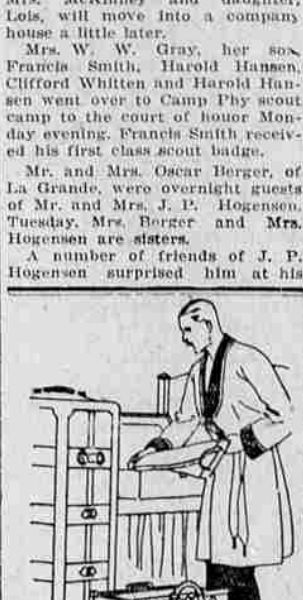 Mrs. McKinney and daughter,
Lois, will move into a company
house a little later.
Mrs. W. W. Gray, her son
Francis Smith, Harold Hansen,
Clifford Whitten and Harold Han-
sen went over to Camp Phy scout
camp to the court of honor Mon-
day evening. Francis Smith receiv-
ed his first class scout badge.
Mr. and Mrs. Oscar Berger, of
La Grande, were overnight guests
of Mr. and Mrs. J. P. Hogensen,
Tuesday. Mrs. Berger and Mrs.
Hogensen are sisters.
A number of friends of J. P.
Hogensen surprised him at his